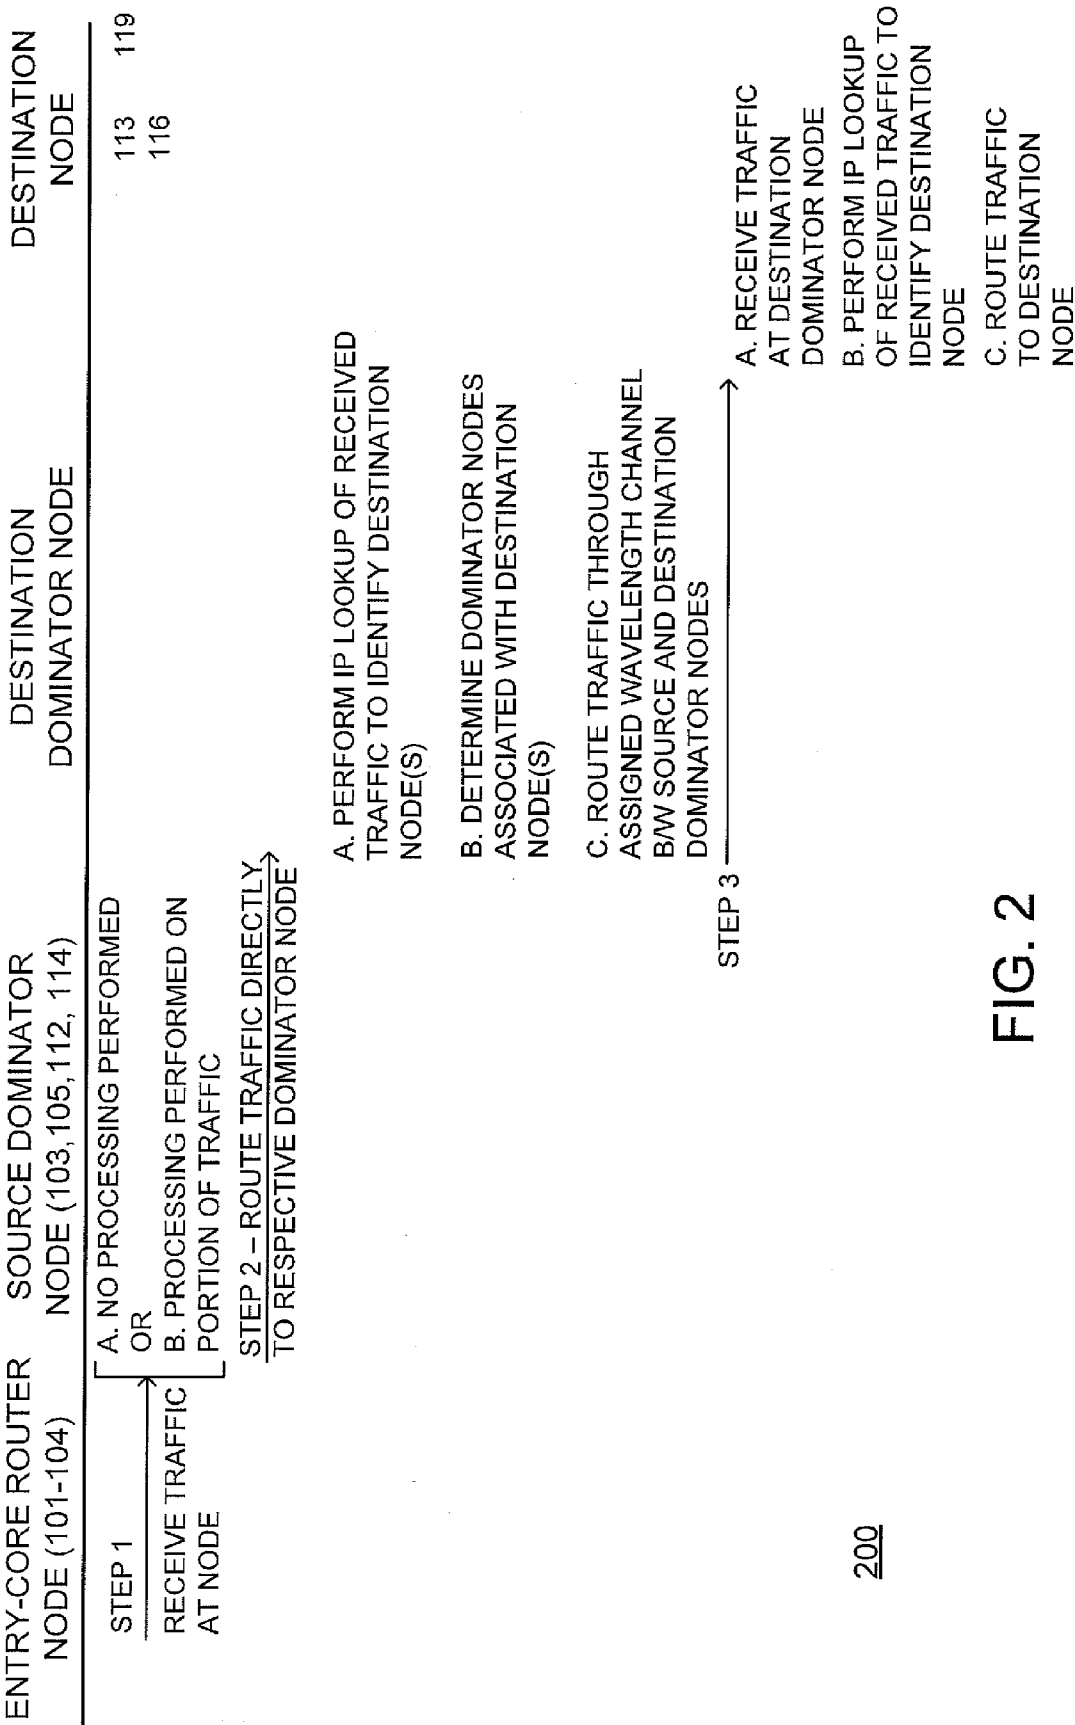 ENTRY-CORE ROUTER
NODE (101-104)
SOURCE DOMINATOR
NODE (103,105,112, 114)
DESTINATION
DOMINATOR NODE
DESTINATION
NODE
STEP 1
RECEIVE TRAFFIC
AT NODE
A. NO PROCESSING PERFORMED
OR
B. PROCESSING PERFORMED ON
PORTION OF TRAFFIC
113 119
116
STEP 2 – ROUTE TRAFFIC DIRECTLY
TO RESPECTIVE DOMINATOR NODE
A. PERFORM IP LOOKUP OF RECEIVED
TRAFFIC TO IDENTIFY DESTINATION
NODE(S)
B. DETERMINE DOMINATOR NODES
ASSOCIATED WITH DESTINATION
NODE(S)
C. ROUTE TRAFFIC THROUGH
ASSIGNED WAVELENGTH CHANNEL
B/W SOURCE AND DESTINATION
DOMINATOR NODES
STEP 3
A. RECEIVE TRAFFIC
AT DESTINATION
DOMINATOR NODE
B. PERFORM IP LOOKUP
OF RECEIVED TRAFFIC TO
IDENTIFY DESTINATION
NODE
C. ROUTE TRAFFIC
TO DESTINATION
NODE
200
FIG. 2